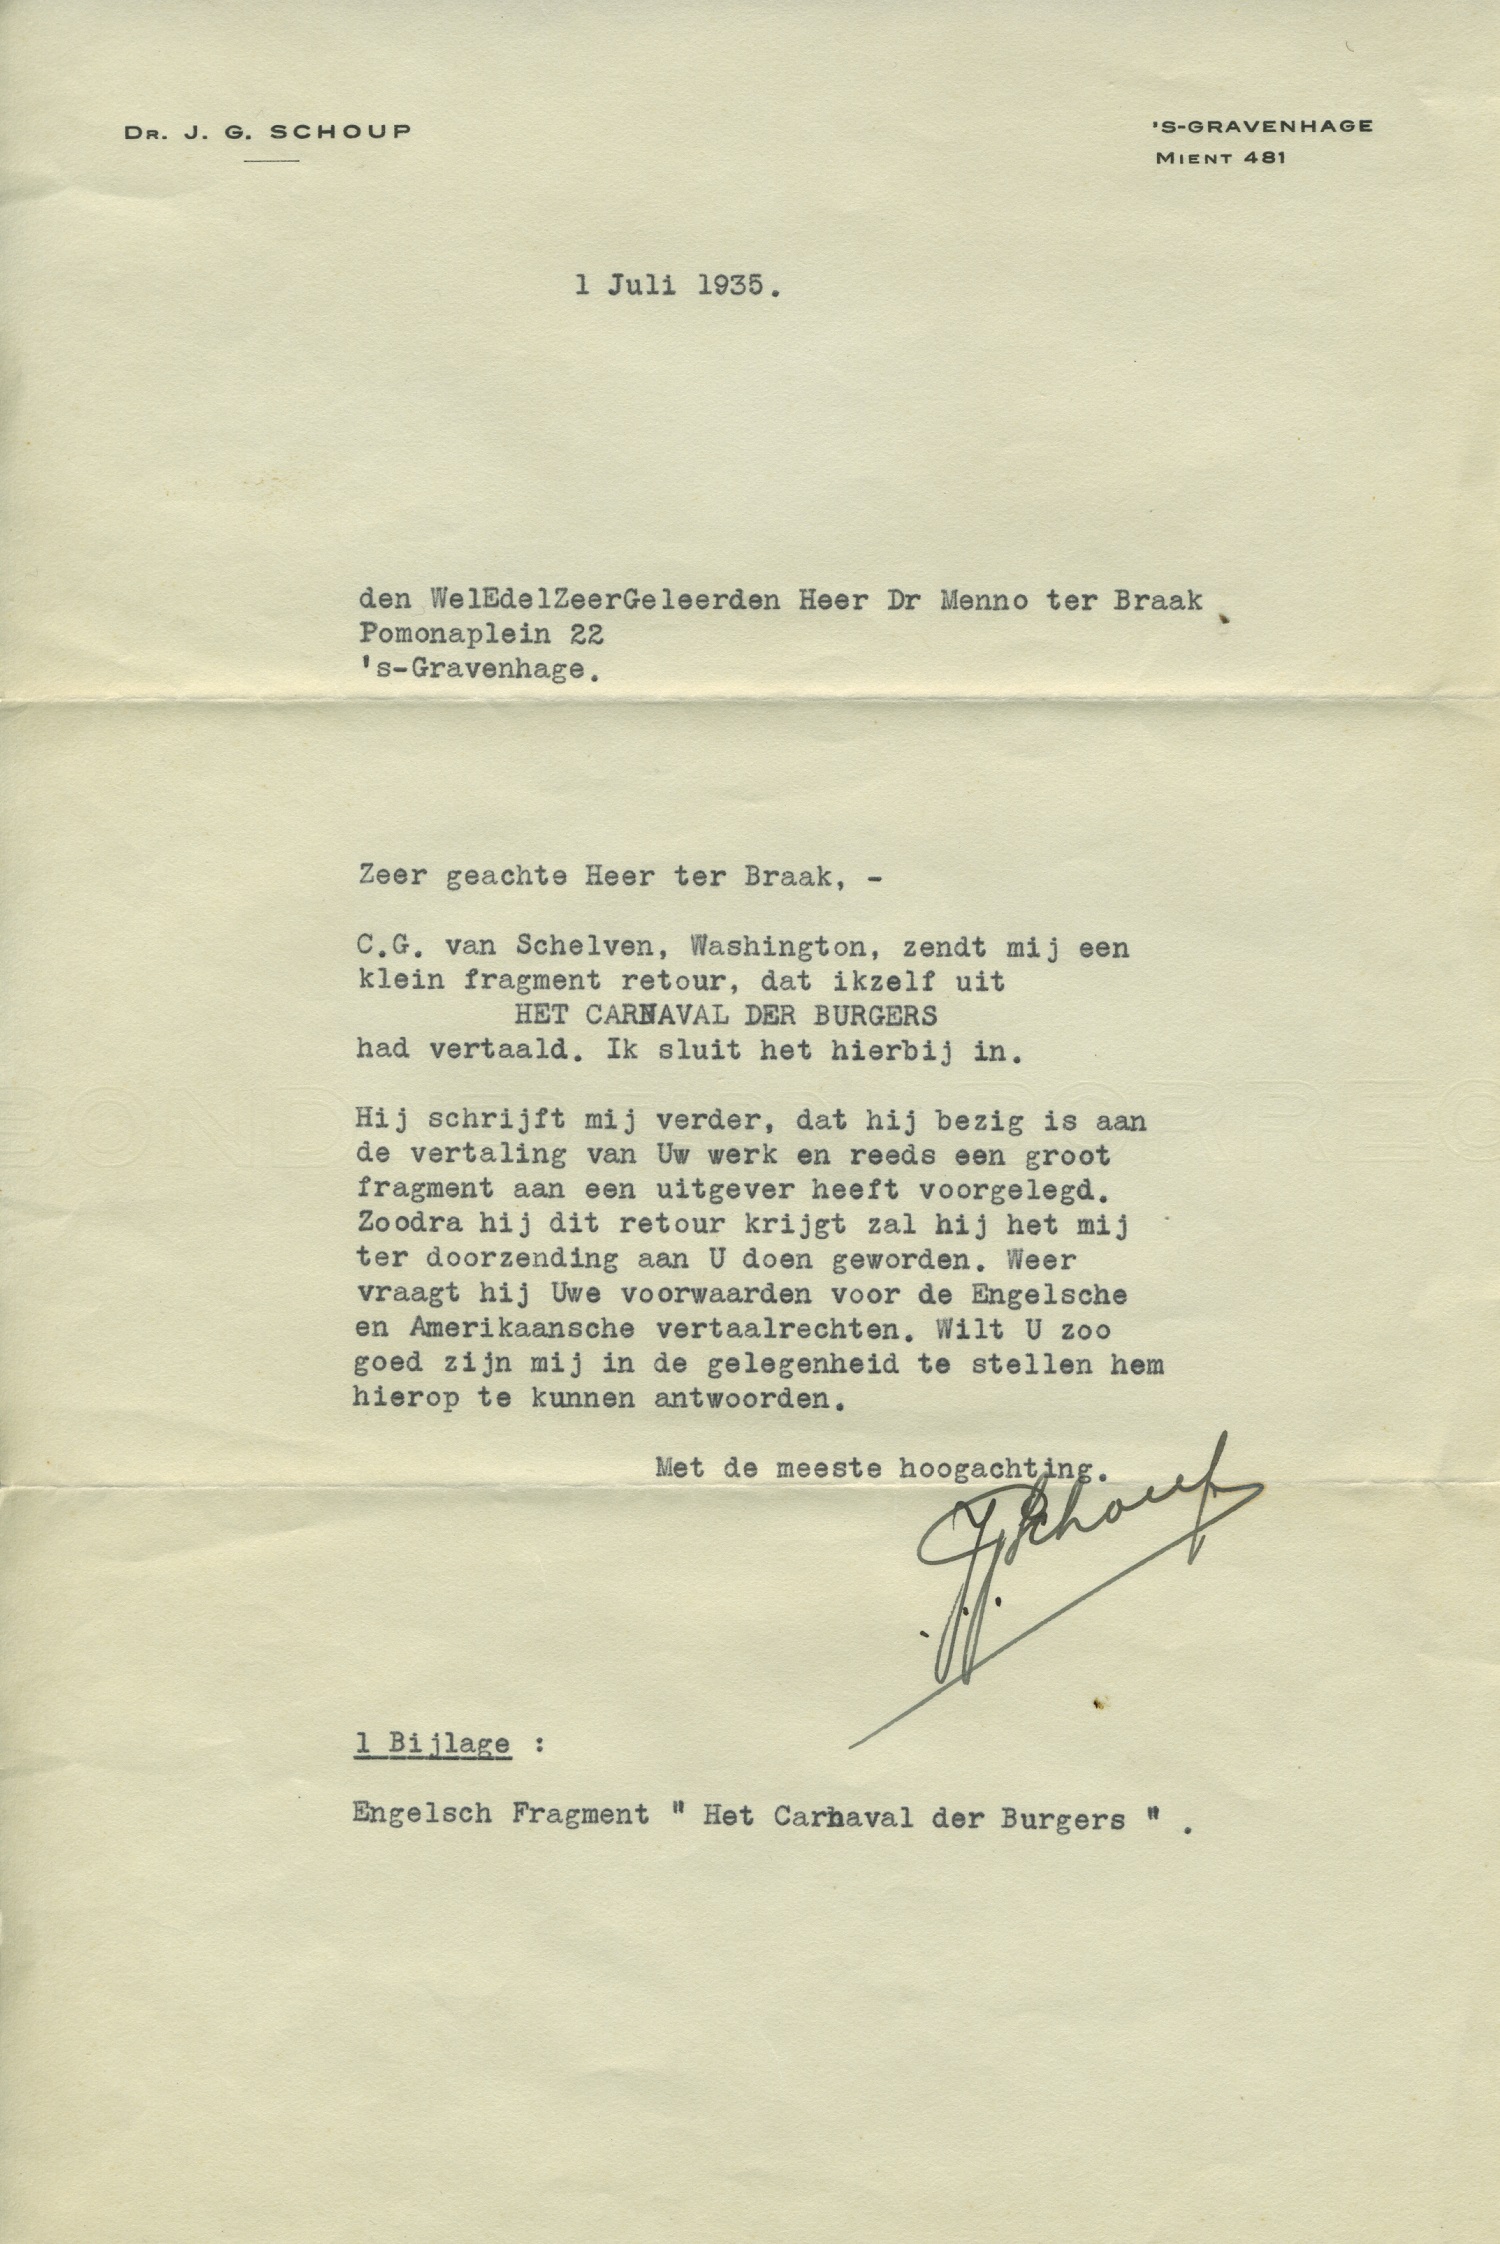 DR. J. G. SCHOUP
'S-GRAVENHAGE
MIENT 481
1 Juli 1935.
den WelEdelZeerGeleerden Heer Dr Menno ter Braak
Pomonaplein 22
's-Gravenhage.
Zeer geachte Heer ter Braak, -
C.G. van Schelven, Washington, zendt mij een
klein fragment retour, dat ikzelf uit
HET CARNAVAL DER BURGERS
had vertaald. Ik sluit het hierbij in.
Hij schrijft mij verder, dat hij bezig is aan
de vertaling van Uw werk en reeds een groot
fragment aan een uitgever heeft voorgelegd.
Zoodra hij dit retour krijgt zal hij het mij
ter doorzending aan U doen geworden. Weer
vraagt hij Uwe voorwaarden voor de Engelsche
en Amerikaansche vertaalrechten. Wilt U zoo
goed zijn mij in de gelegenheid te stellen hem
hierop te kunnen antwoorden.
Met de meeste hoogachting.
J.G. Schoup
1 Bijlage :
Engelsch Fragment " Het Carnaval der Burgers " .